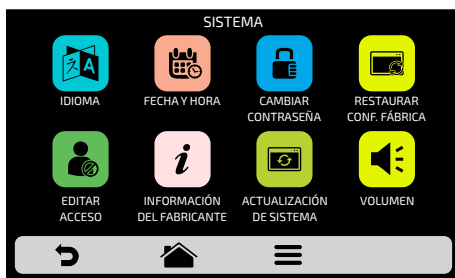 SISTEMA
IDIOMA
FECHA Y HORA
CAMBIAR
CONTRASEÑA
RESTAURAR
CONF. FÁBRICA
EDITAR
ACCESO
INFORMACIÓN
DEL FABRICANTE
ACTUALIZACIÓN
DE SISTEMA
VOLUMEN